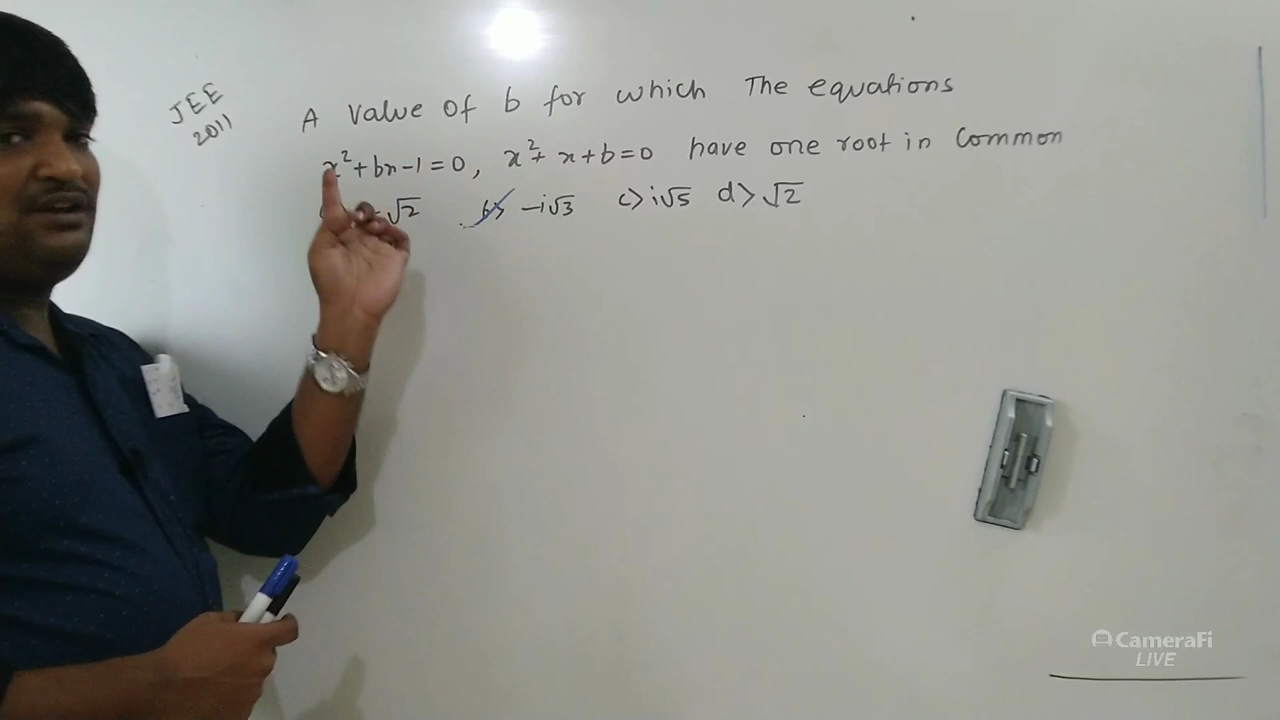 JEE
2011
A value of b for which The equations
x²+bx-1=0, x²+x+b=0 have one root in Common
-√2 b> -i√3 c> i√5 d> √2
CameraFi
LIVE